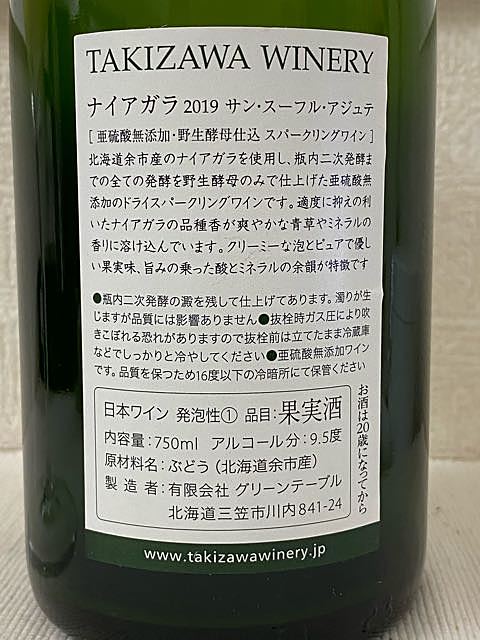 TAKIZAWA WINERY
ナイアガラ 2019 サン・スーフル・アジュテ
[ 亜硫酸無添加・野生酵母仕込 スパークリングワイン ]
北海道余市産のナイアガラを使用し、瓶内二次発酵ま
での全ての発酵を野生酵母のみで仕上げた亜硫酸無
添加のドライスパークリングワインです。適度に抑えの利
いたナイアガラの品種香が爽やかな青草やミネラルの
香りに溶け込んでいます。クリーミーな泡とピュアで優し
い果実味、旨みの乗った酸とミネラルの余韻が特徴です
●瓶内二次発酵の澱を残して仕上げてあります。濁りが生
じますが品質には影響ありません●抜栓時ガス圧により吹
きこぼれる恐れがありますので抜栓前は立てたまま冷蔵庫
などでしっかりと冷やしてください●亜硫酸無添加ワイン
です。品質を保つため16度以下の冷暗所にて保管ください
日本ワイン 発泡性① 品目：果実酒
内容量：750ml アルコール分：9.5度
原材料名：ぶどう（北海道余市産）
製造者：有限会社 グリーンテーブル
北海道三笠市川内841-24
お酒は20歳になってから
www.takizawawinery.jp